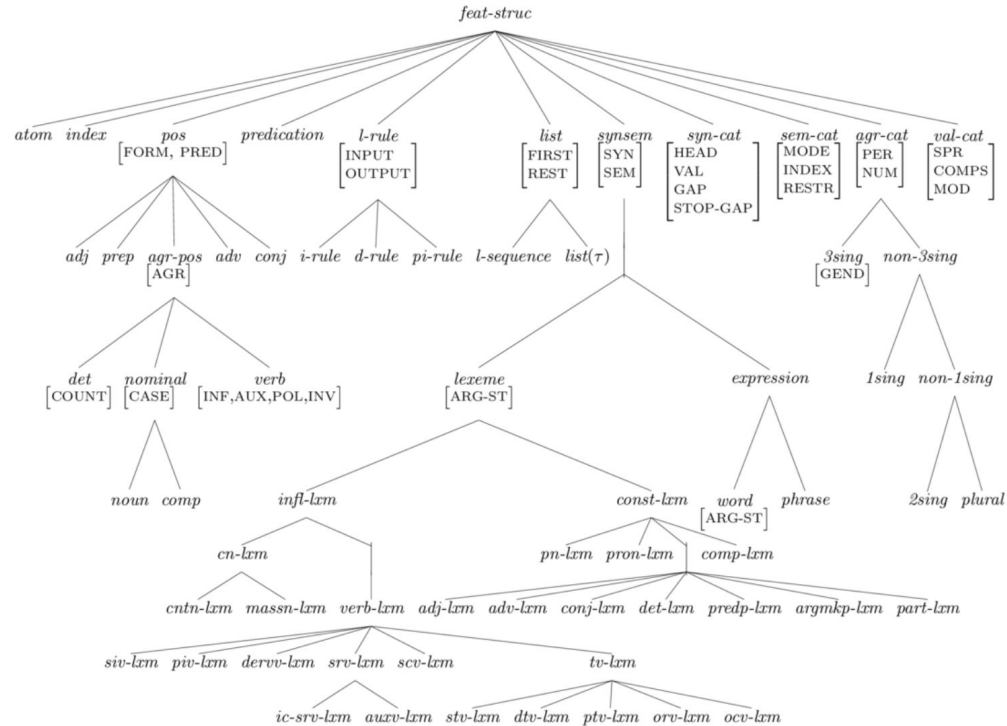 feat-struc
atom index pos predication l-rule list synsem syn-cat sem-cat agr-cat val-cat
[FORM, PRED] [INPUT [FIRST [SYN [HEAD [MODE [PER [SPR
OUTPUT] REST] SEM] VAL INDEX NUM] COMPS
GAP RESTR] MOD]
STOP-GAP]
adj prep agr-pos adv conj i-rule d-rule pi-rule l-sequence list(τ) 3sing non-3sing
[AGR] [GEND]
det nominal verb lexeme expression 1sing non-1sing
[COUNT] [CASE] [INF,AUX,POL,INV] [ARG-ST]
noun comp infl-lxm const-lxm word phrase 2sing plural
[ARG-ST]
cn-lxm pn-lxm pron-lxm comp-lxm
cntn-lxm massn-lxm verb-lxm adj-lxm adv-lxm conj-lxm det-lxm predp-lxm argmkp-lxm part-lxm
siv-lxm piv-lxm dervv-lxm srv-lxm scv-lxm tv-lxm
ic-srv-lxm auxv-lxm stv-lxm dtv-lxm ptv-lxm orv-lxm ocv-lxm